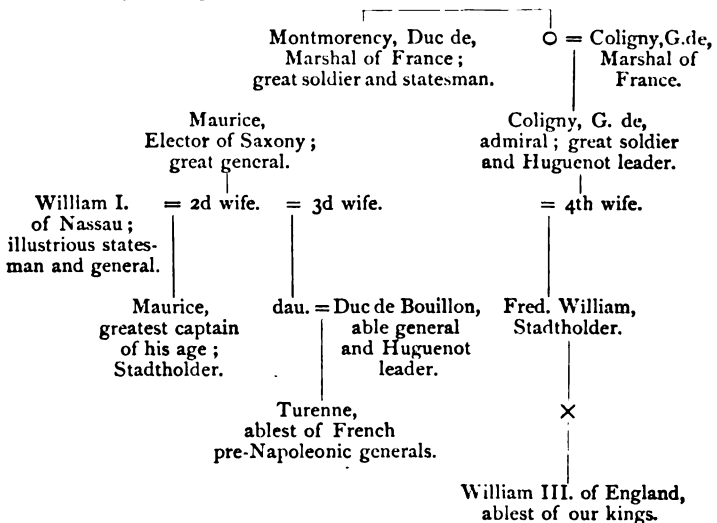 Montmorency, Duc de,
Marshal of France;
great soldier and statesman.
O = Coligny, G. de,
Marshal of
France.
Maurice,
Elector of Saxony;
great general.
Coligny, G. de,
admiral; great soldier
and Huguenot leader.
William I.
of Nassau;
illustrious states-
man and general.
= 2d wife.
= 3d wife.
= 4th wife.
Maurice,
greatest captain
of his age;
Stadtholder.
dau. = Duc de Bouillon,
able general
and Huguenot
leader.
Fred. William,
Stadtholder.
Turenne,
ablest of French
pre-Napoleonic generals.
×
William III. of England,
ablest of our kings.